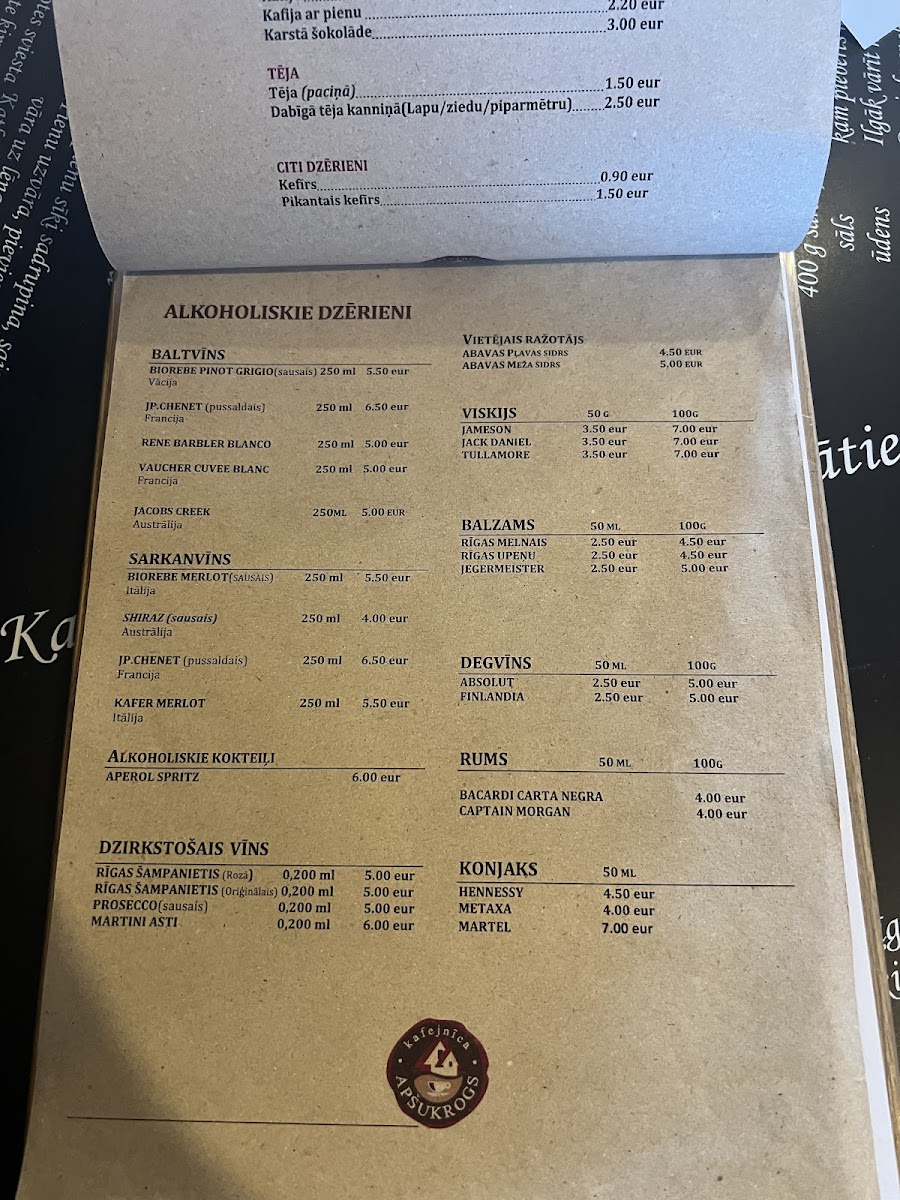 Kafija ar pienu 2.20 eur
Karstā šokolāde 3.00 eur
TĒJA
Tēja (paciņā) 1.50 eur
Dabīgā tēja kanniņā(Lapu/ziedu/piparmētru) 2.50 eur
CITI DZĒRIENI
Kefīrs 0.90 eur
Pikantais kefīrs 1.50 eur
ALKOHOLISKIE DZĒRIENI
BALTVĪNS
BIOREBE PINOT GRIGIO(sausais) 250 ml 5.50 eur
Vācija
JP.CHENET (pussaldais) 250 ml 6.50 eur
Francija
RENE BARBLER BLANCO 250 ml 5.00 eur
VAUCHER CUVEE BLANC 250 ml 5.00 eur
Francija
JACOBS CREEK 250ML 5.00 EUR
Austrālija
SARKANVĪNS
BIOREBE MERLOT(SAUSAIS) 250 ml 5.50 eur
Itālija
SHIRAZ (sausais) 250 ml 4.00 eur
Austrālija
JP.CHENET (pussaldais) 250 ml 6.50 eur
Francija
KAFER MERLOT 250 ml 5.50 eur
Itālija
ALKOHOLISKIE KOKTEIĻI
APEROL SPRITZ 6.00 eur
DZIRKSTOŠAIS VĪNS
RĪGAS ŠAMPANIETIS (Rozā) 0,200 ml 5.00 eur
RĪGAS ŠAMPANIETIS (Oriģinālais) 0,200 ml 5.00 eur
PROSECCO(sausais) 0,200 ml 5.00 eur
MARTINI ASTI 0,200 ml 6.00 eur
VIETĒJAIS RAŽOTĀJS
ABAVAS PĻAVAS SIDRS 4.50 EUR
ABAVAS MEŽA SIDRS 5.00 EUR
VISKIJS 50 G 100G
JAMESON 3.50 eur 7.00 eur
JACK DANIEL 3.50 eur 7.00 eur
TULLAMORE 3.50 eur 7.00 eur
BALZAMS 50 ML 100G
RĪGAS MELNAIS 2.50 eur 4.50 eur
RĪGAS UPENU 2.50 eur 4.50 eur
JEGERMEISTER 2.50 eur 5.00 eur
DEGVĪNS 50 ML 100G
ABSOLUT 2.50 eur 5.00 eur
FINLANDIA 2.50 eur 5.00 eur
RUMS 50 ML 100G
BACARDI CARTA NEGRA 4.00 eur
CAPTAIN MORGAN 4.00 eur
KONJAKS 50 ML
HENNESSY 4.50 eur
METAXA 4.00 eur
MARTEL 7.00 eur
kafejnīca
APŠUKROGS
Ilgāk vārīt
400 g
sāls
ūdens